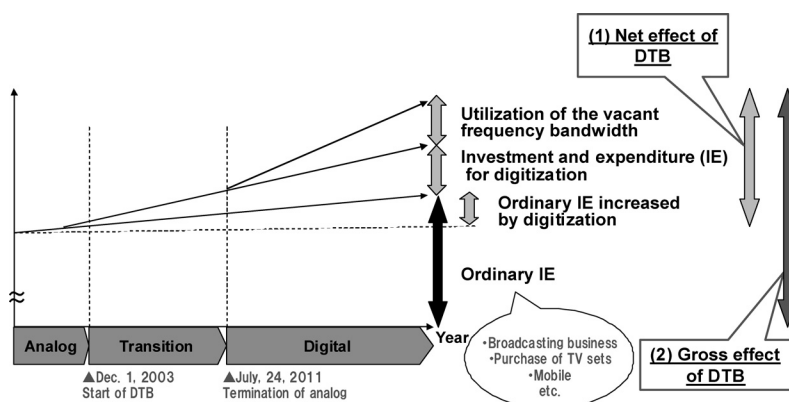 (1) Net effect of
DTB
Utilization of the vacant
frequency bandwidth
Investment and expenditure (IE)
for digitization
Ordinary IE increased
by digitization
Ordinary IE
Year
Analog
Transition
Digital
▲Dec. 1, 2003
Start of DTB
▲July, 24, 2011
Termination of analog
•Broadcasting business
•Purchase of TV sets
•Mobile
etc.
(2) Gross effect
of DTB